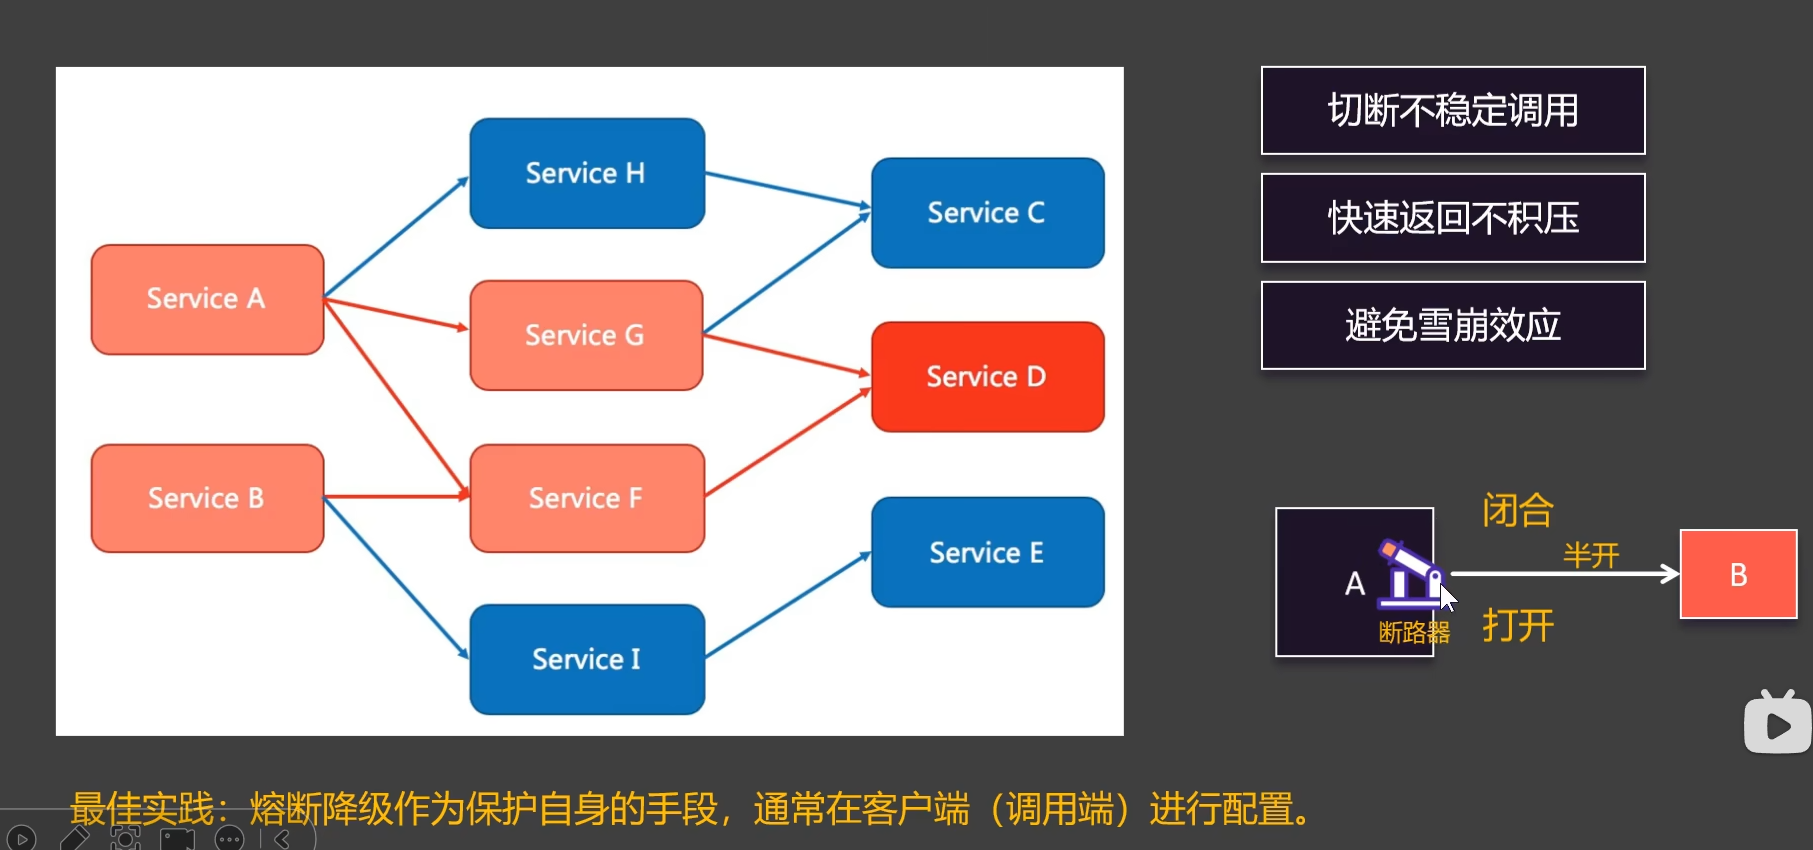 Service H
Service C
Service A
Service G
Service D
Service B
Service F
Service E
Service I
切断不稳定调用
快速返回不积压
避免雪崩效应
闭合
半开
A
B
断路器
打开
最佳实践：熔断降级作为保护自身的手段，通常在客户端（调用端）进行配置。